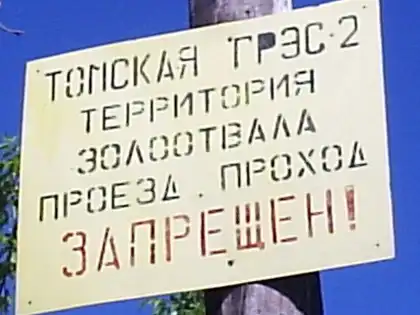 ТОМСКАЯ ГРЭС-2
ТЕРРИТОРИЯ
ЗОЛООТВАЛА
ПРОЕЗД. ПРОХОД
ЗАПРЕЩЕН!